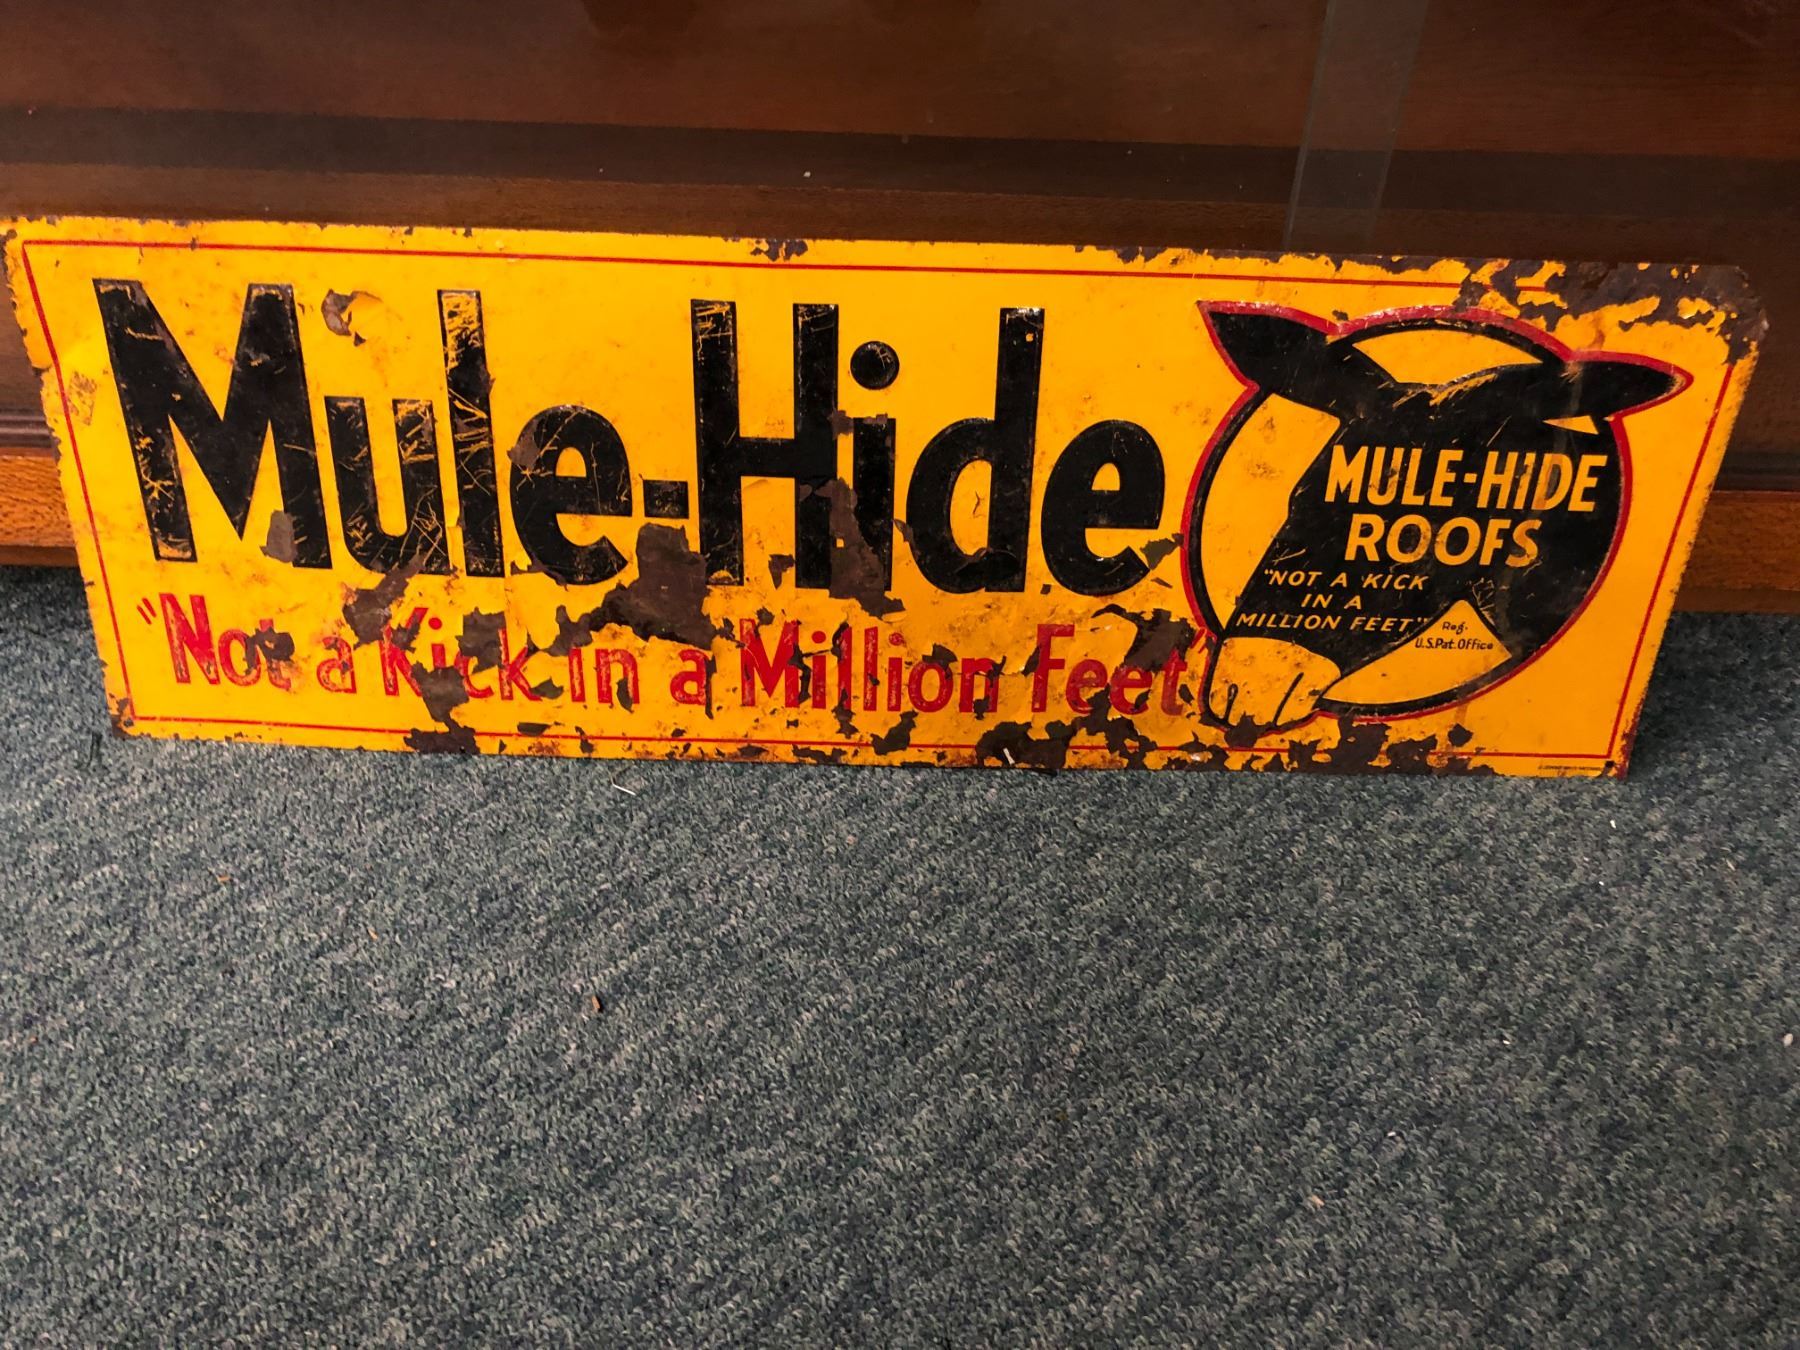 Mule-Hide
"Not a Kick in a Million Feet"
MULE-HIDE
ROOFS
"NOT A KICK
IN A
MILLION FEET"
Reg.
U.S.Pat.Office